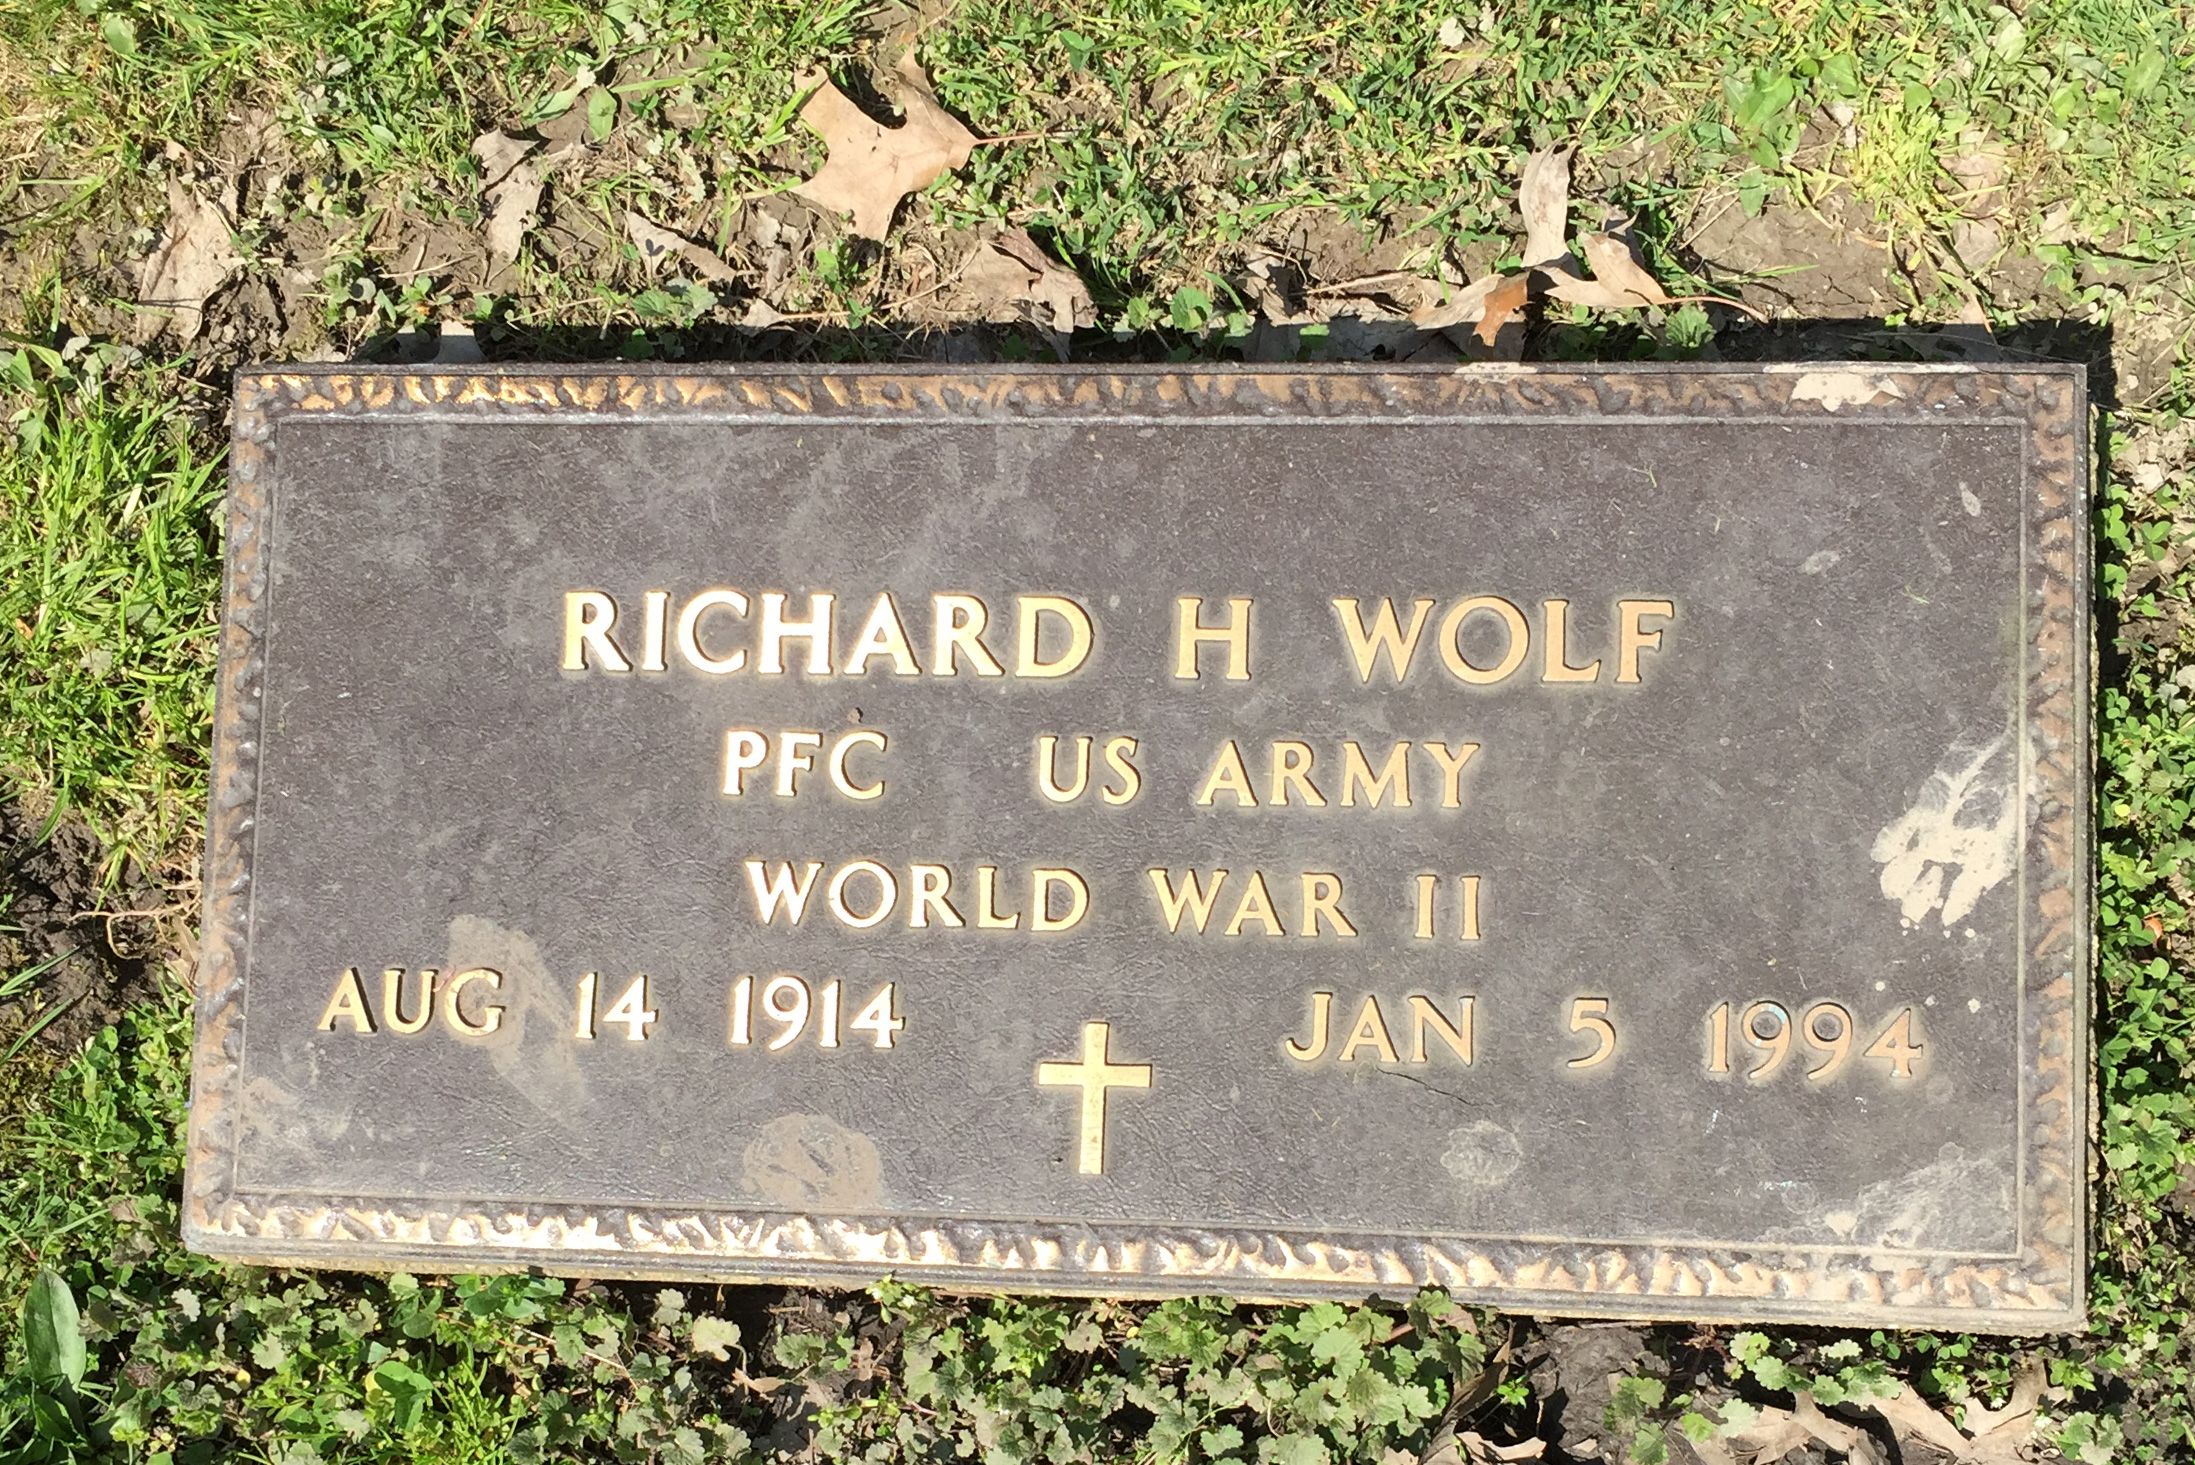 RICHARD H WOLF
PFC US ARMY
WORLD WAR II
AUG 14 1914 JAN 5 1994